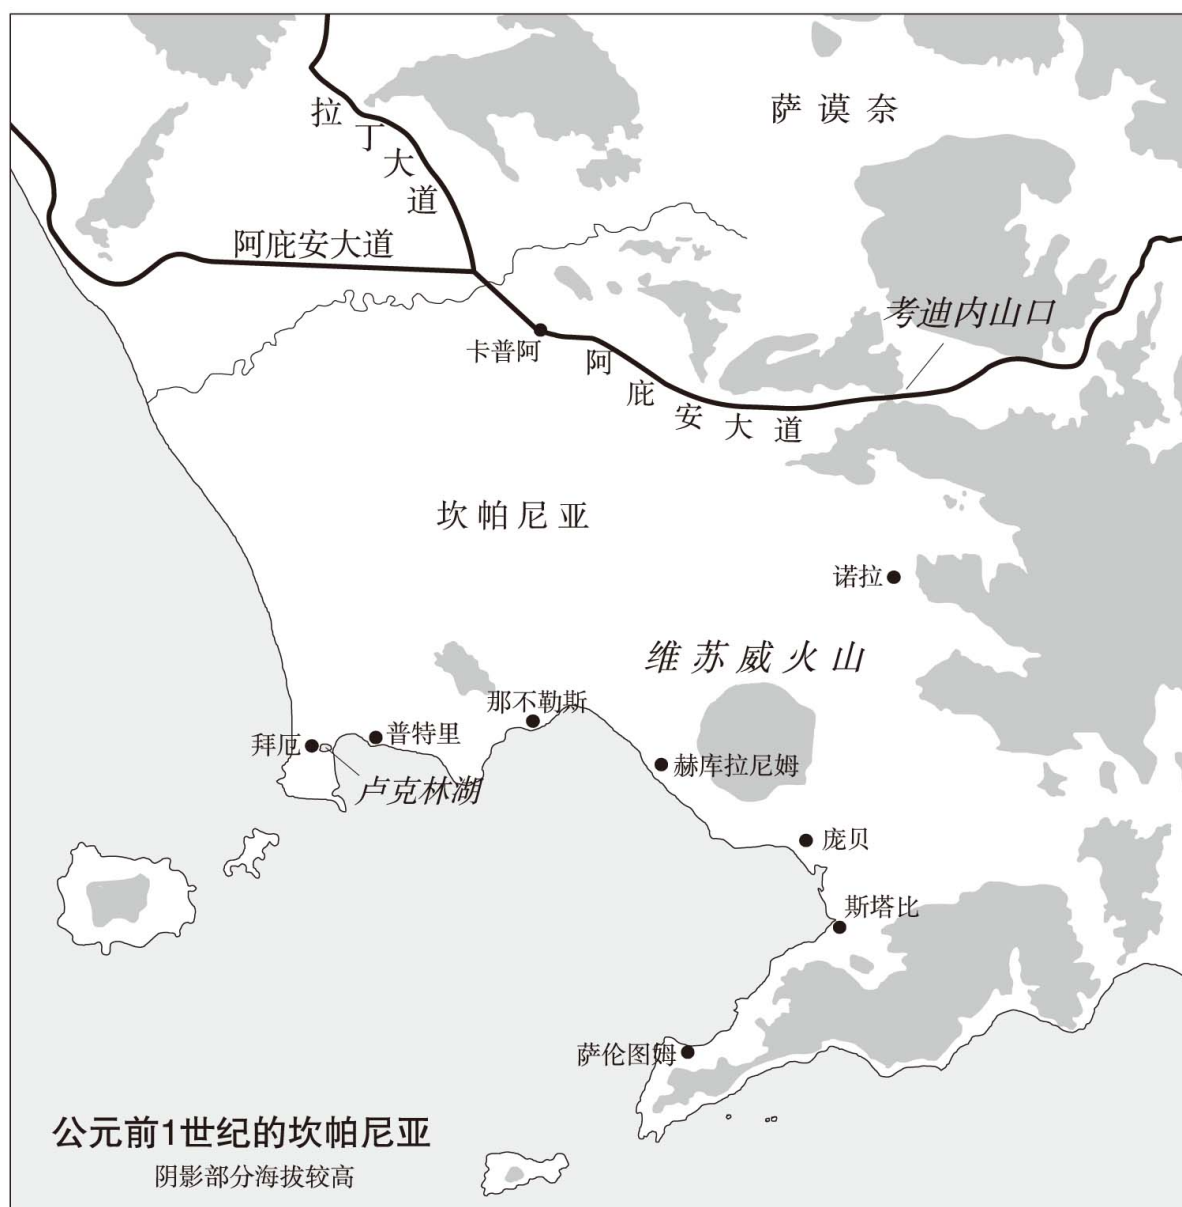 萨谟奈
拉丁大道
阿庇安大道
考迪内山口
卡普阿
阿庇安大道
坎帕尼亚
诺拉
维苏威火山
那不勒斯
普特里
拜厄
赫库拉尼姆
卢克林湖
庞贝
斯塔比
萨伦图姆
公元前1世纪的坎帕尼亚
阴影部分海拔较高